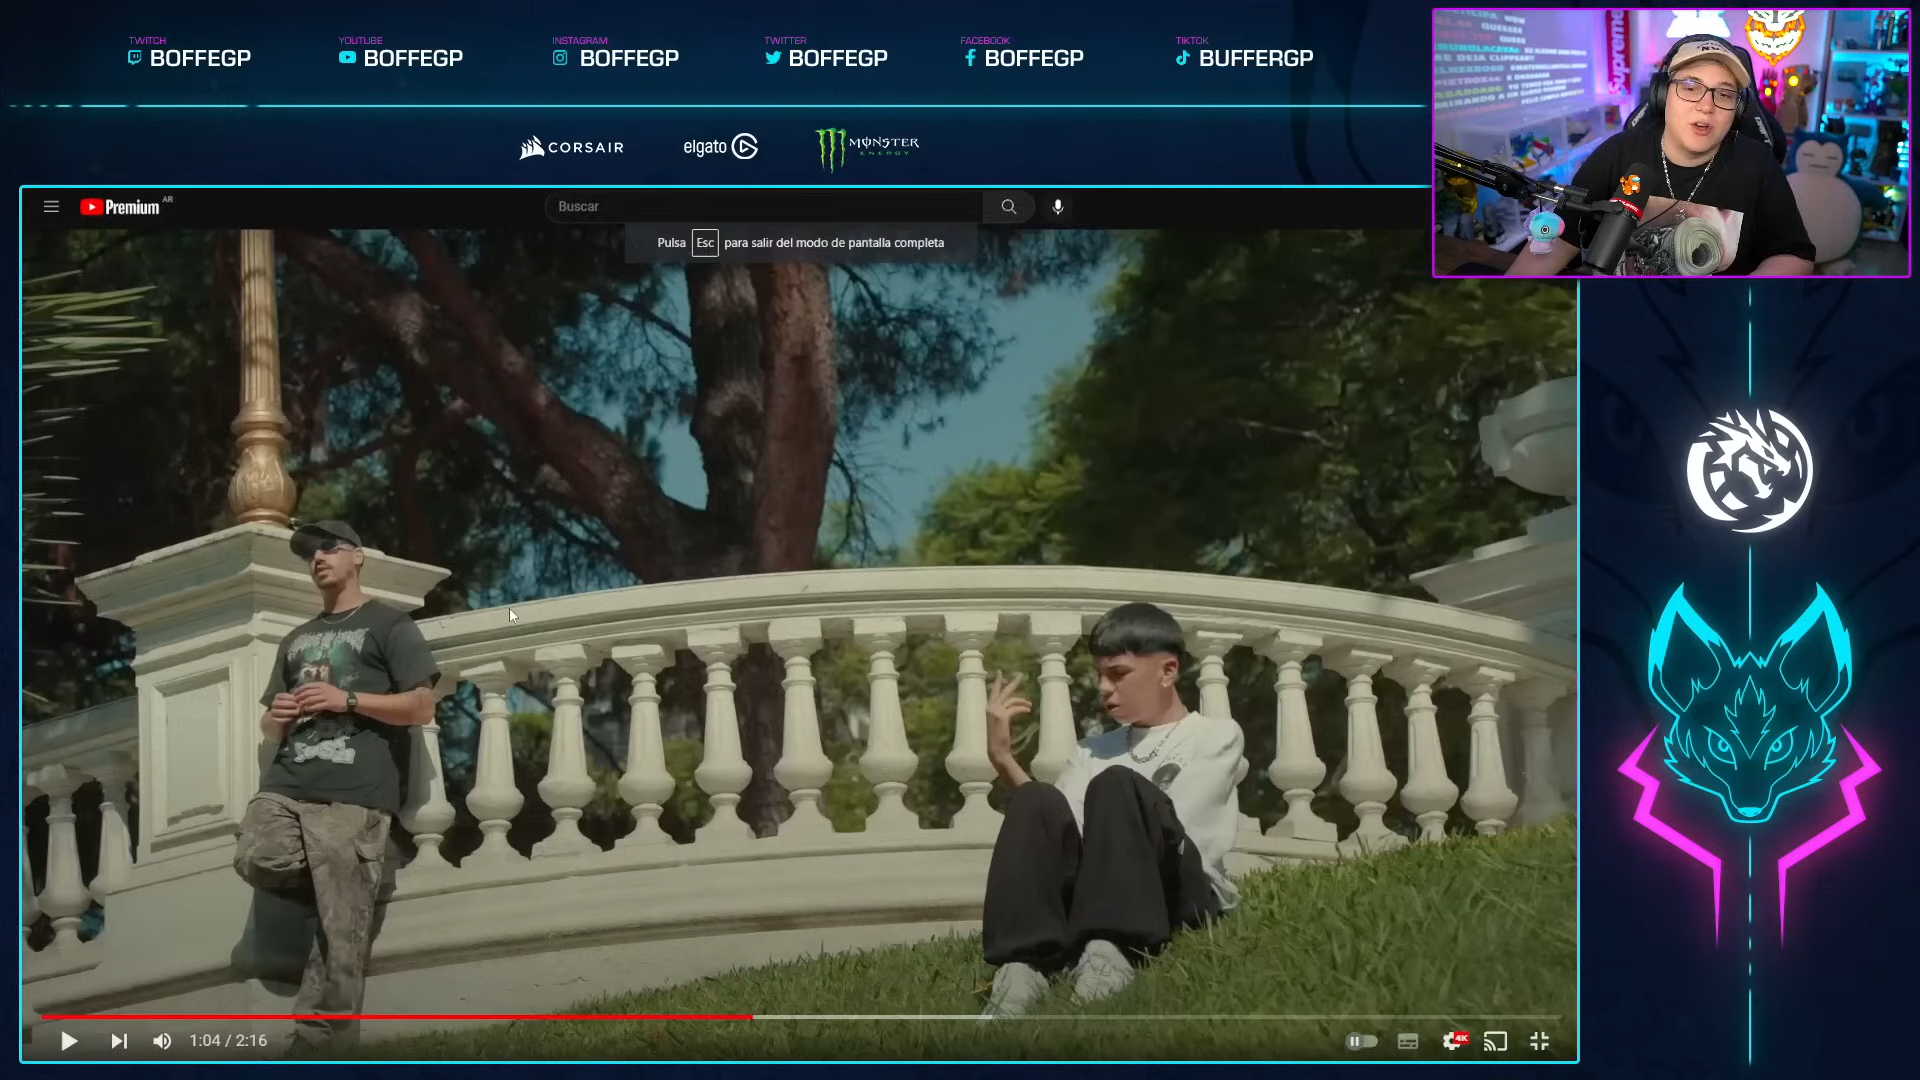 TWITCH
BOFFEGP
YOUTUBE
BOFFEGP
INSTAGRAM
BOFFEGP
TWITTER
BOFFEGP
FACEBOOK
BOFFEGP
TIKTOK
BUFFERGP
CORSAIR
elgato
MONSTER
ENERGY
Premium AR
Buscar
Pulsa Esc para salir del modo de pantalla completa
Supreme
1:04 / 2:16
4K